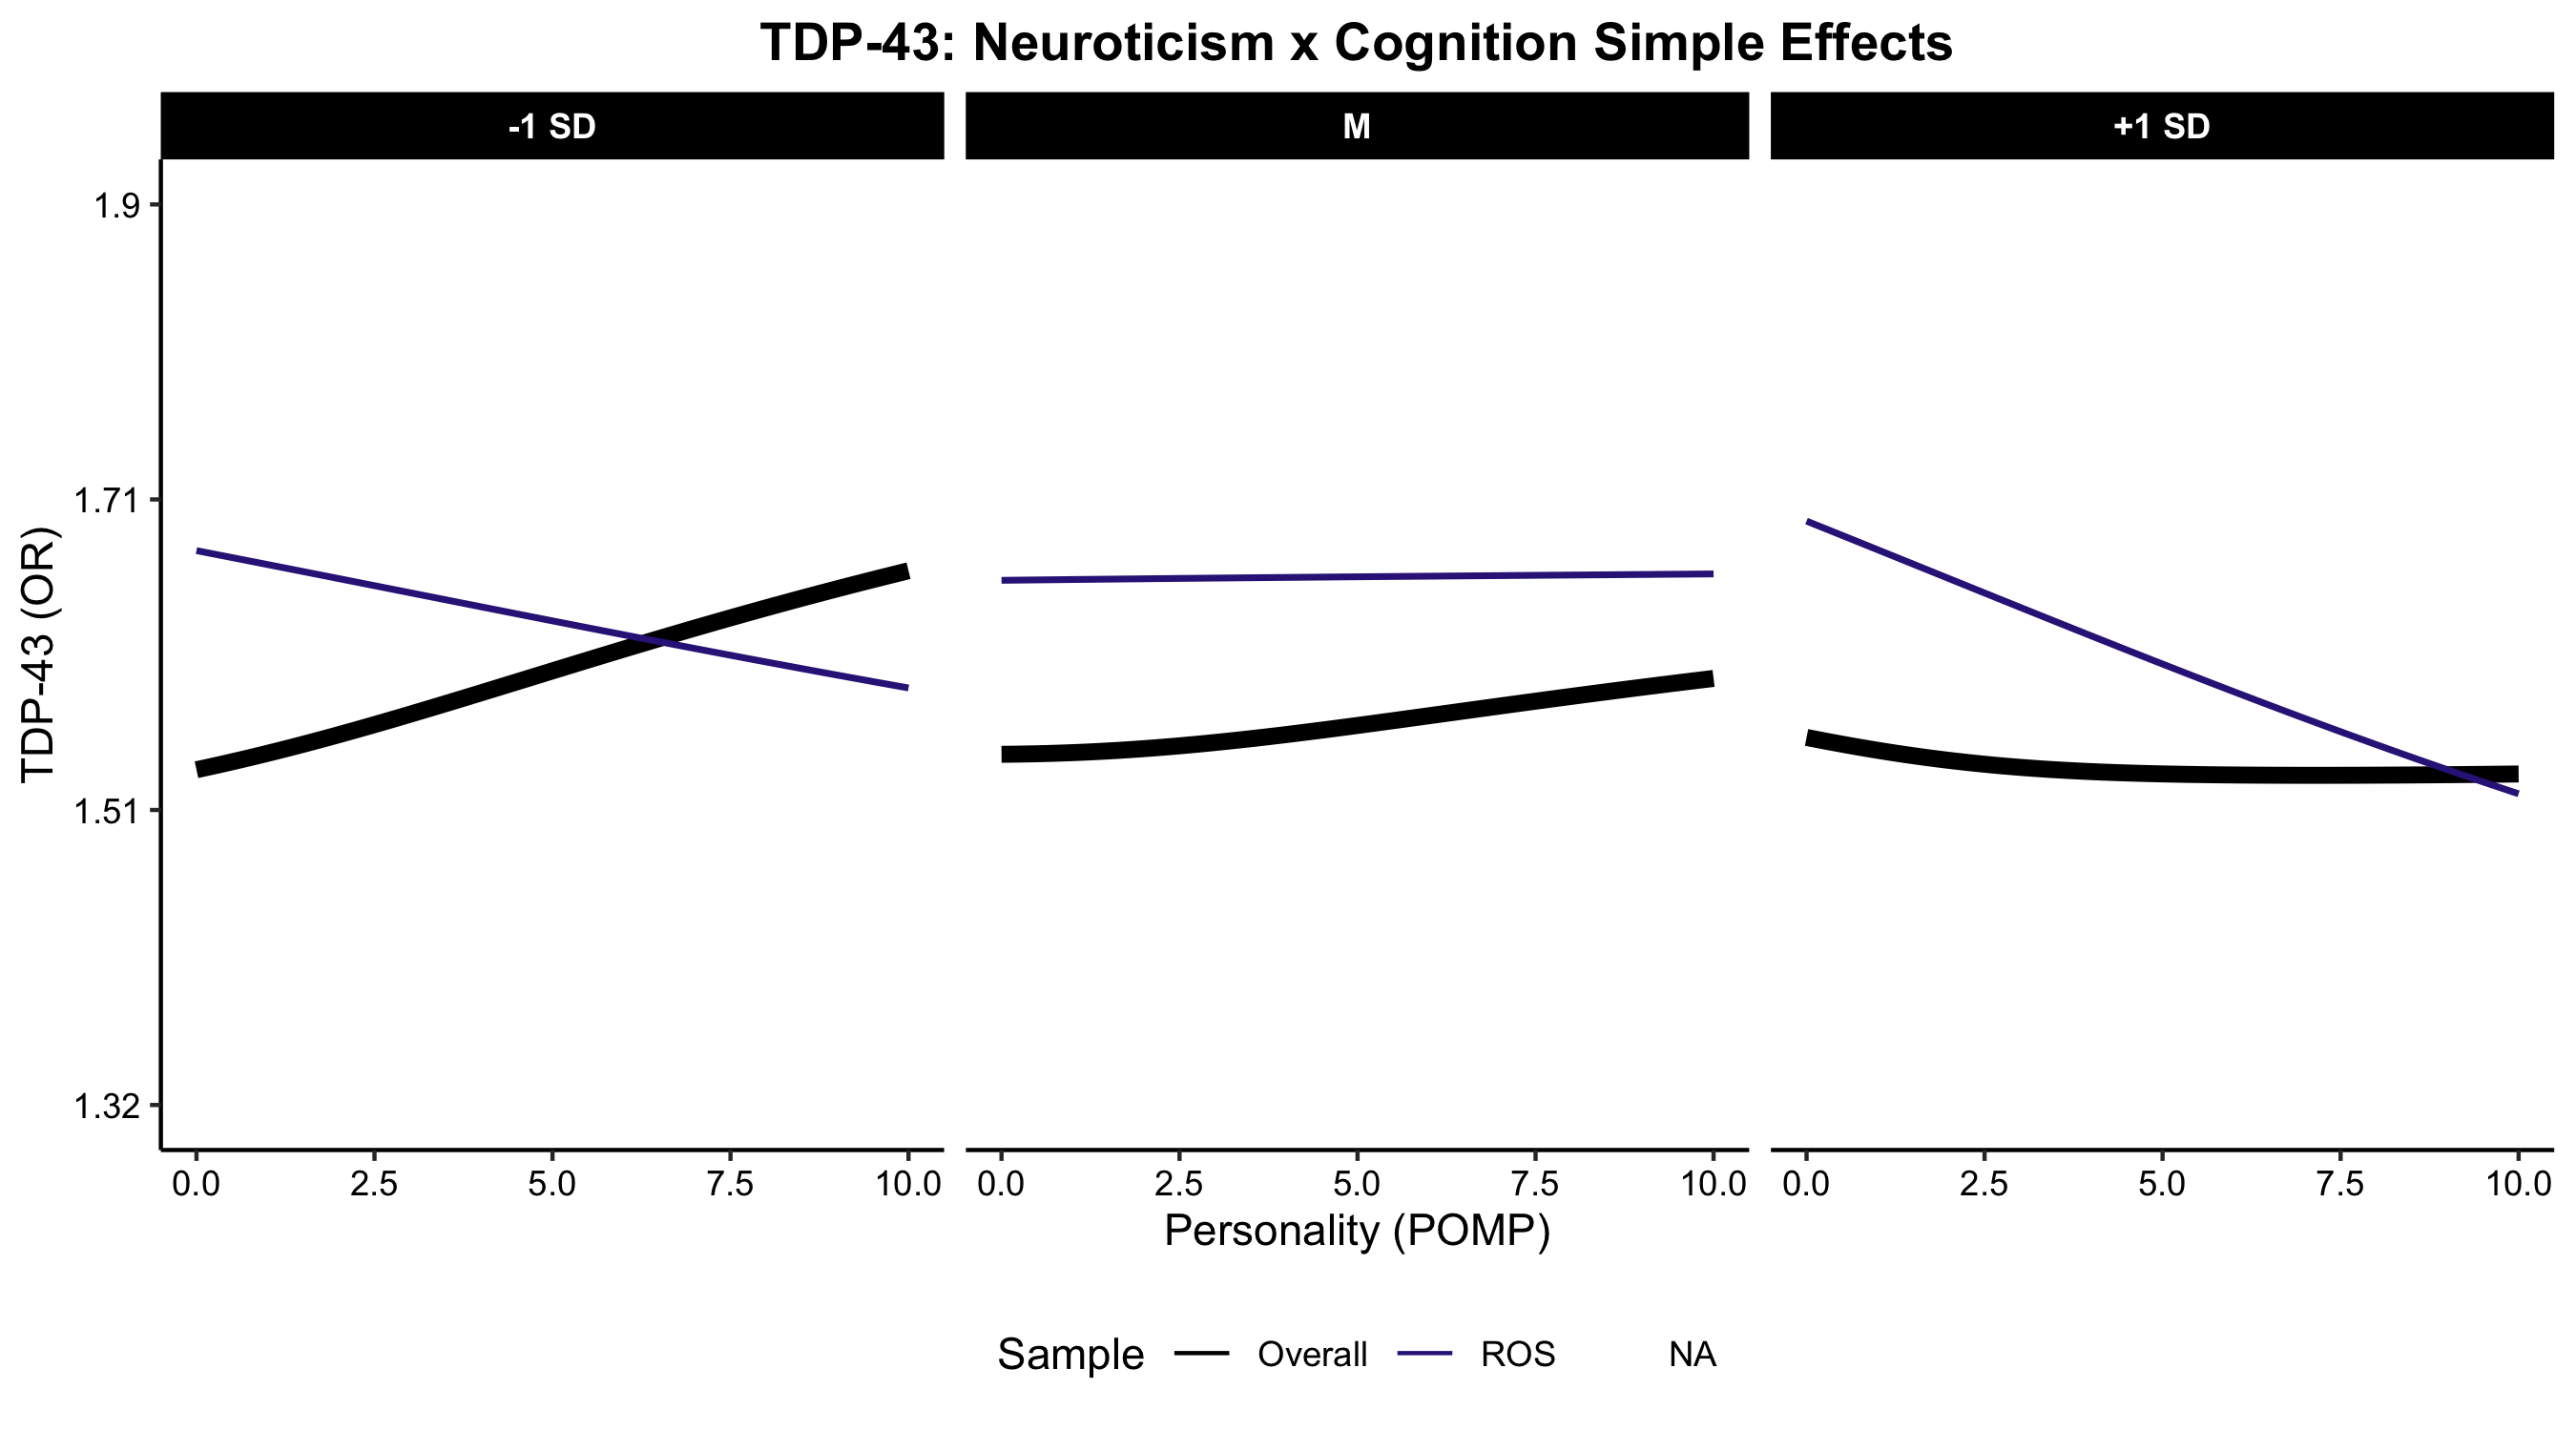 TDP-43: Neuroticism x Cognition Simple Effects
-1 SD M +1 SD
1.9
1.71
1.51
1.32
TDP-43 (OR)
0.0 2.5 5.0 7.5 10.0 0.0 2.5 5.0 7.5 10.0 0.0 2.5 5.0 7.5 10.0
Personality (POMP)
Sample Overall ROS NA